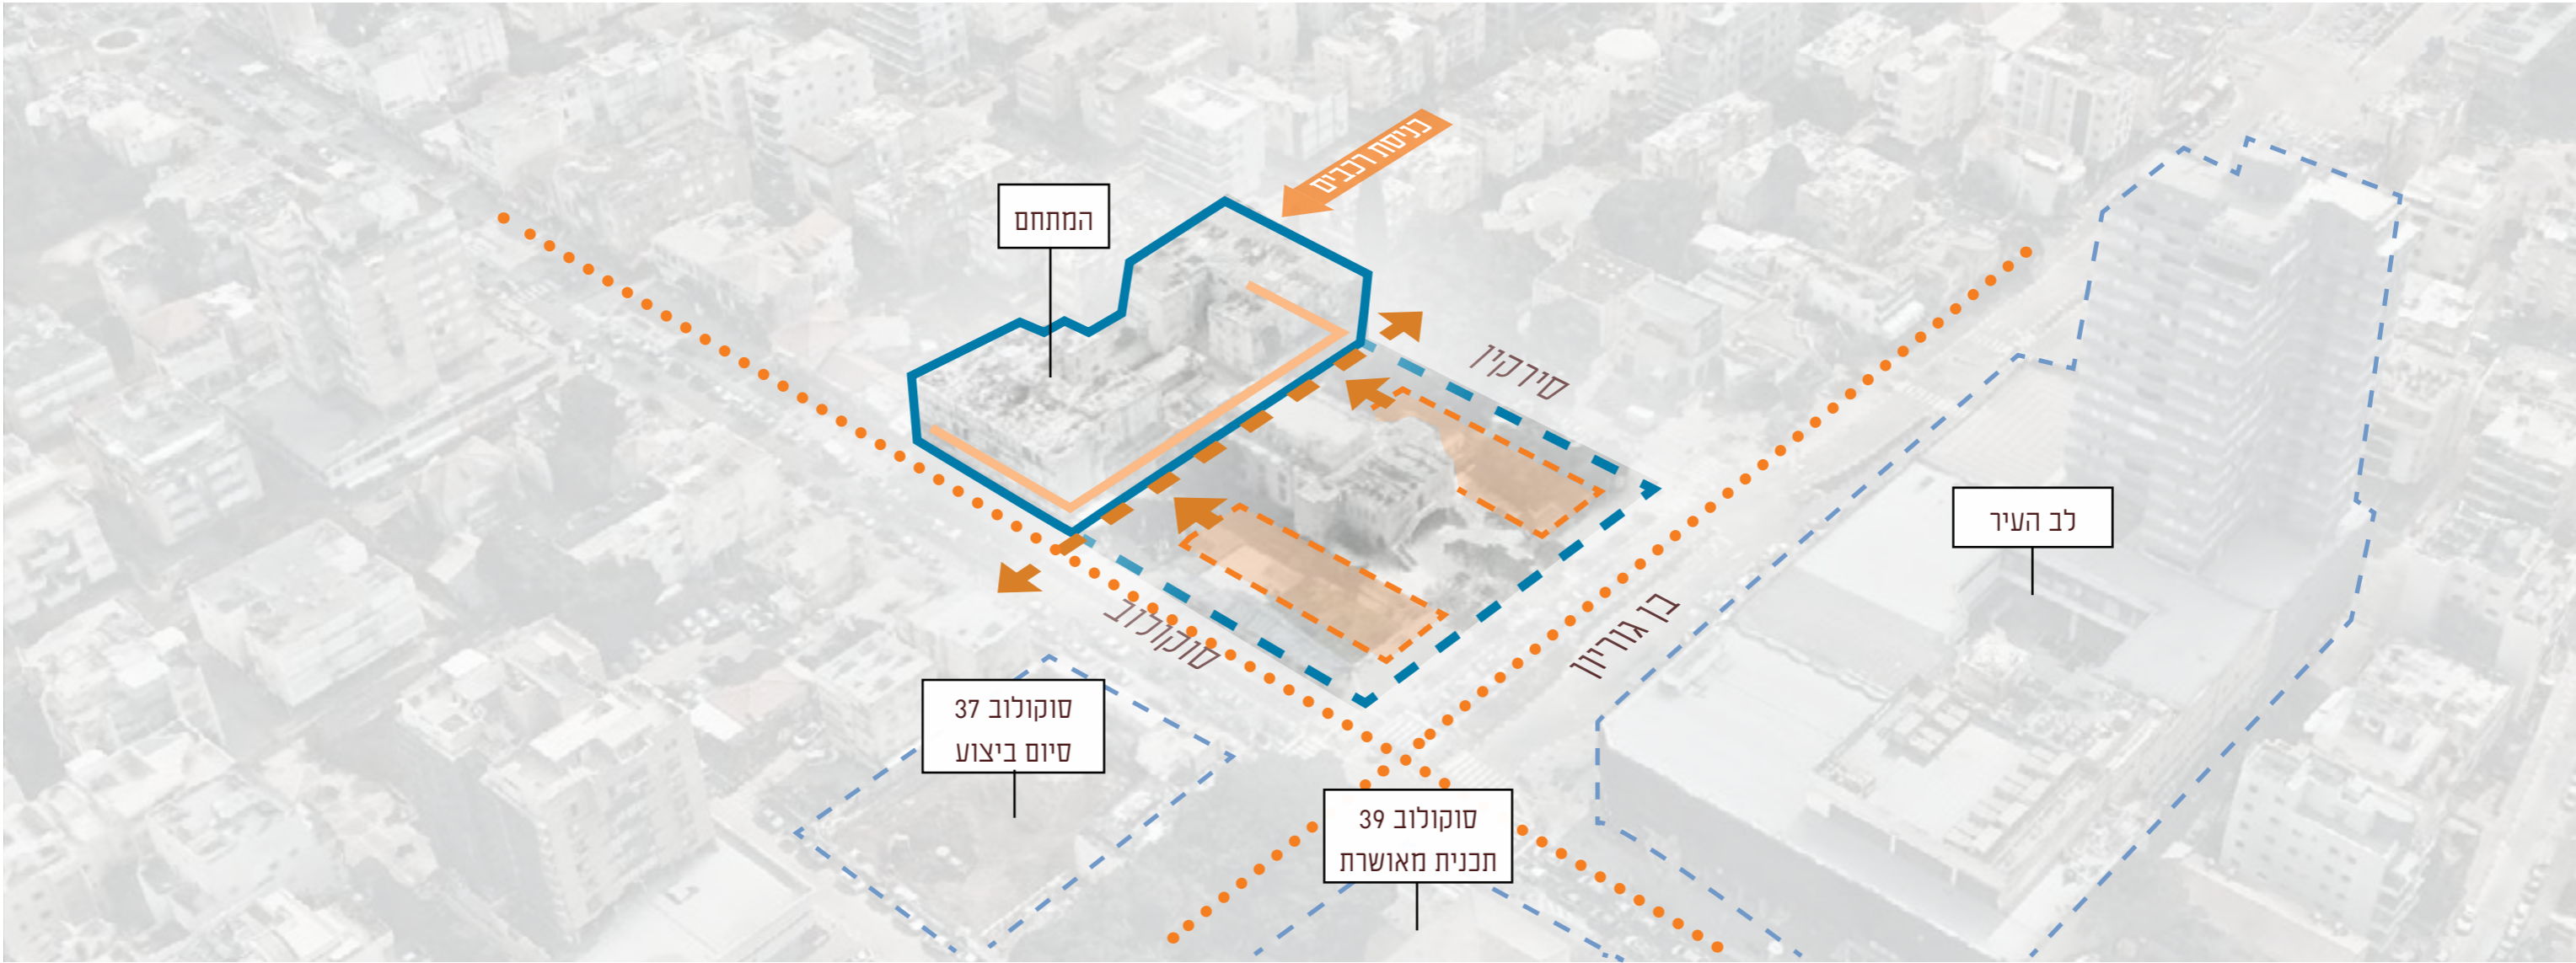 כניסת רכבים
המתחם
סירקין
לב העיר
סוקולוב
בן גוריון
סוקולוב 37
סיום ביצוע
סוקולוב 39
תכנית מאושרת